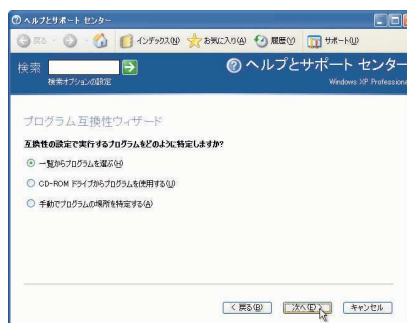 ヘルプとサポート センター
戻る インデックス(N) お気に入り(A) 履歴(Y) サポート(U)
検索
ヘルプとサポート センター
検索オプションの設定
Windows XP Professional
プログラム互換性ウィザード
互換性の設定で実行するプログラムをどのように特定しますか?
一覧からプログラムを選ぶ(H)
CD-ROM ドライブからプログラムを使用する(U)
手動でプログラムの場所を特定する(A)
< 戻る(B) 次へ(E) > キャンセル